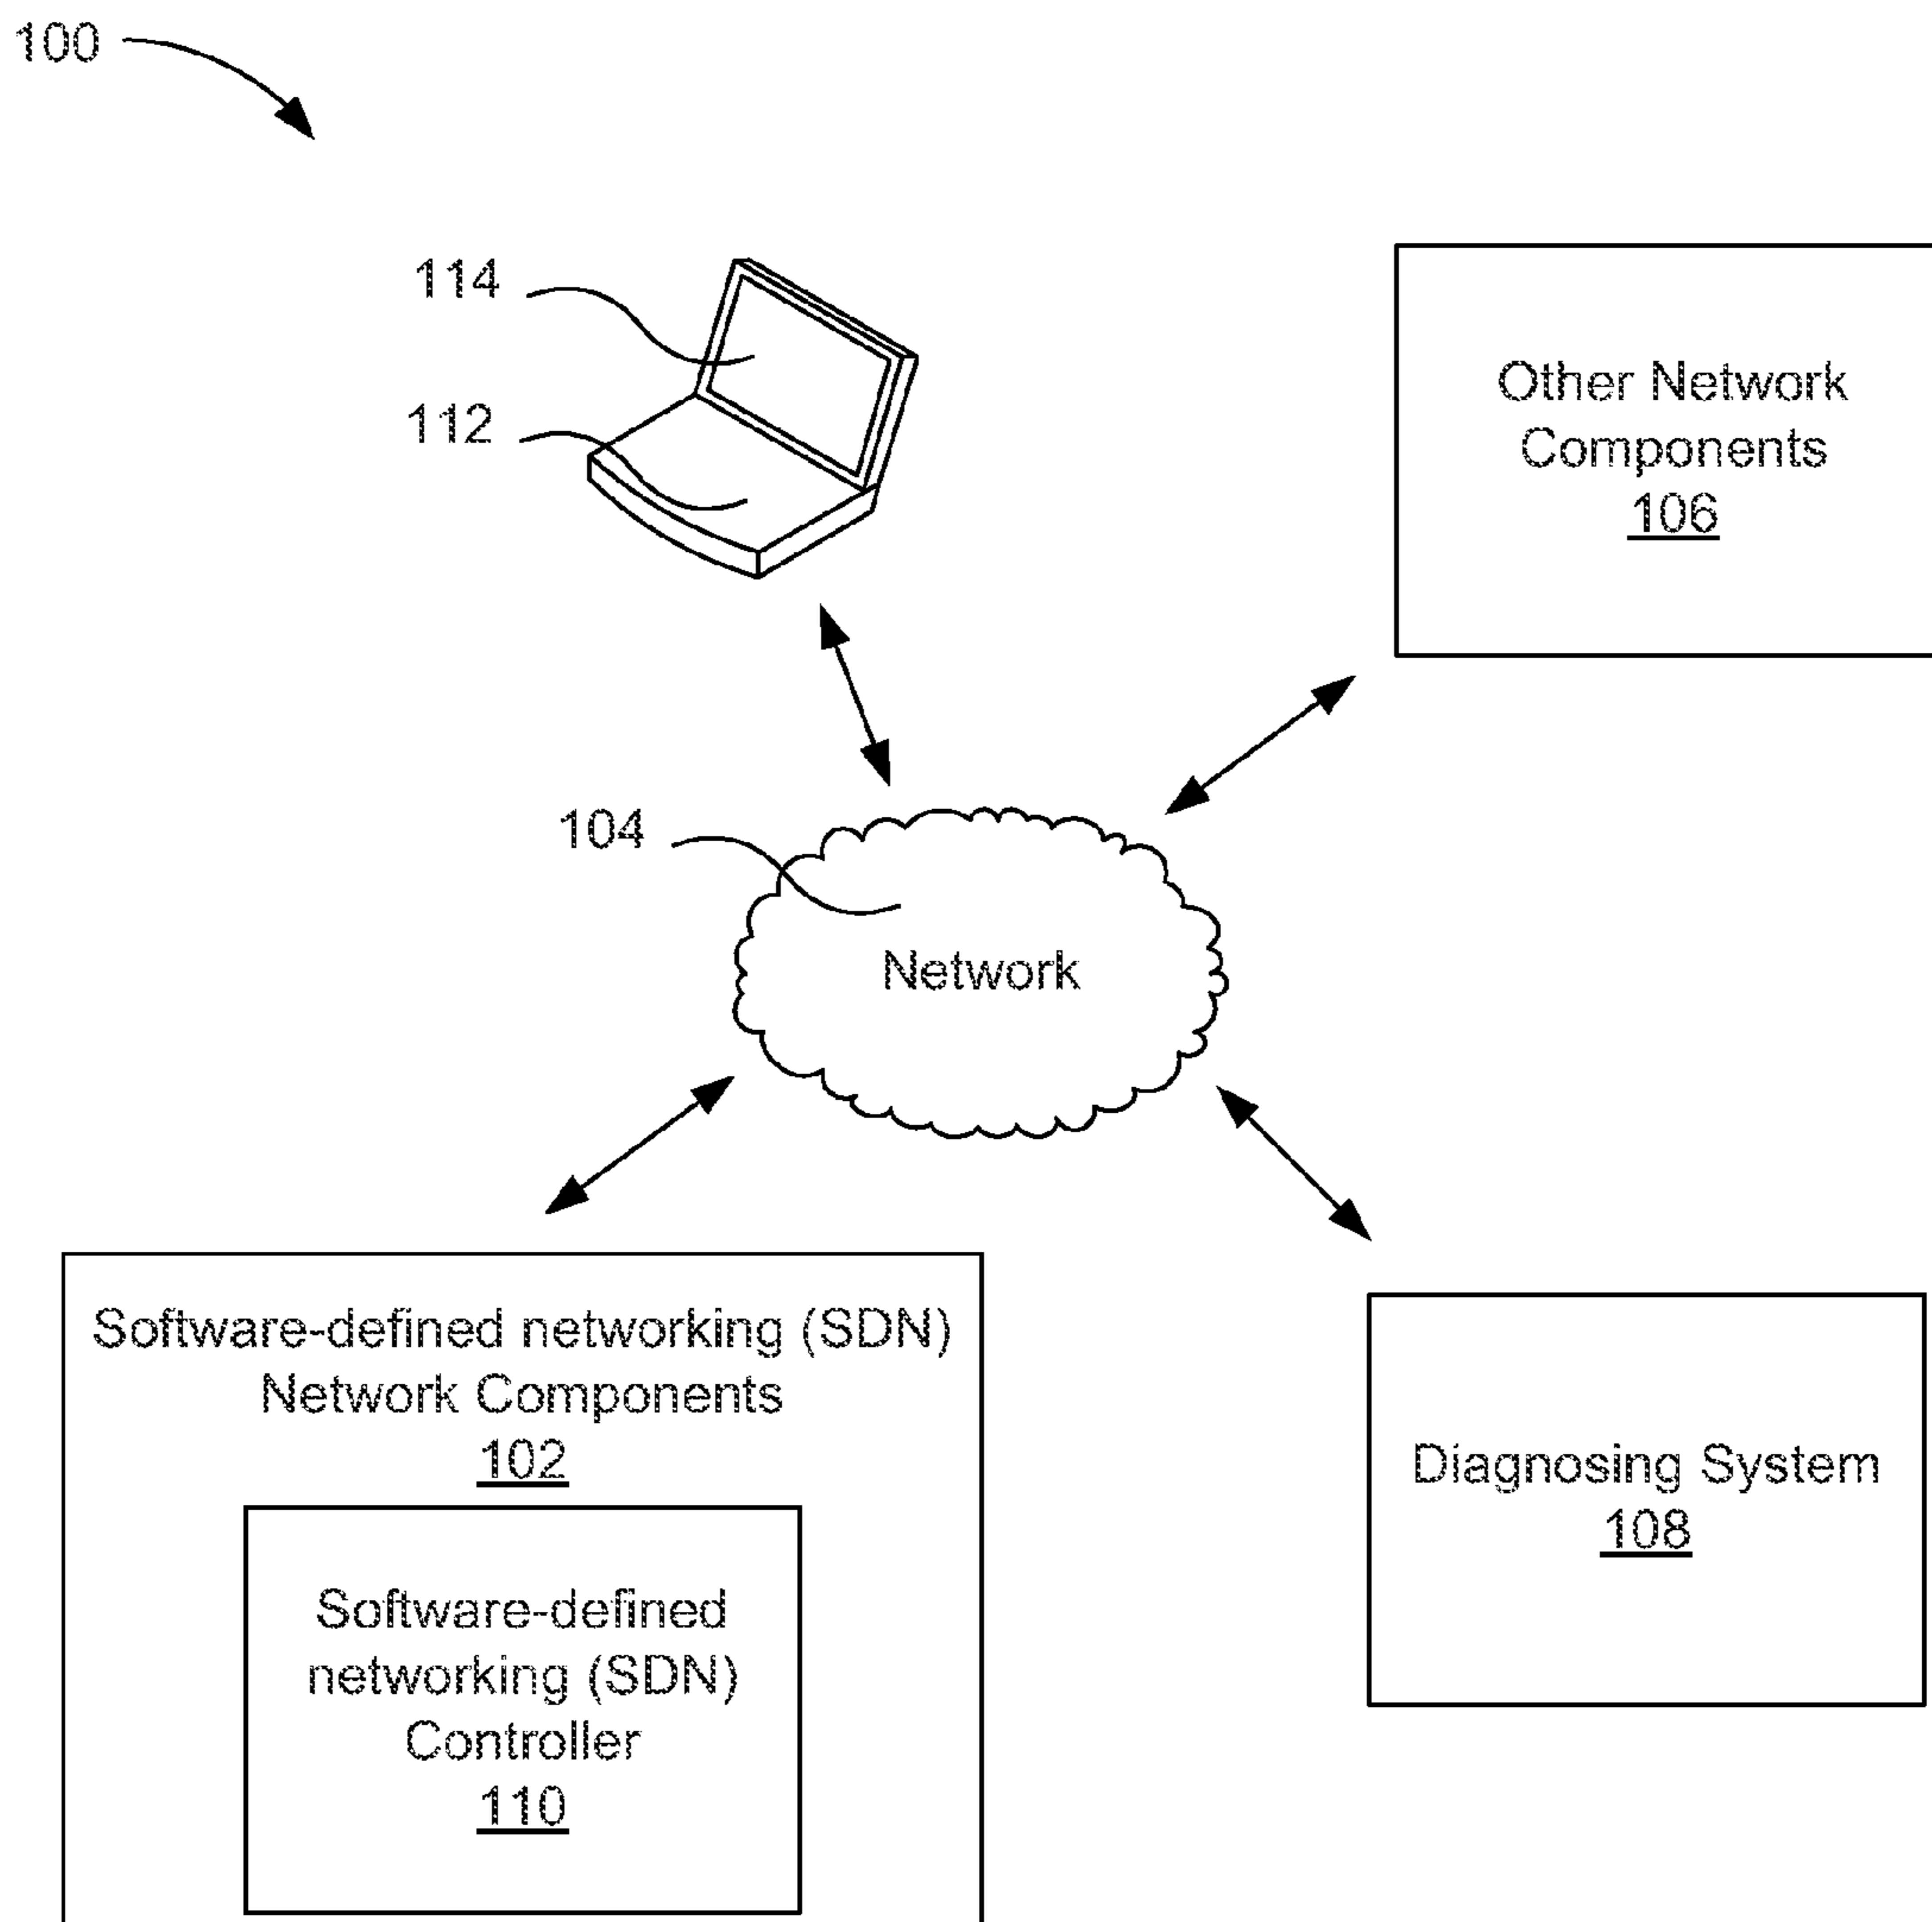 100
114
112
Other Network
Components
106
104
Network
Software-defined networking (SDN)
Network Components
102
Software-defined
networking (SDN)
Controller
110
Diagnosing System
108